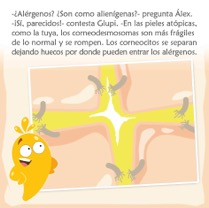 -¿Alérgenos? ¿Son como alienígenas?- pregunta Álex.
-¡Sí, parecidos!- contesta Glupi. -En las pieles atópicas,
como la tuya, los corneodesmosomas son más frágiles
de lo normal y se rompen. Los corneocitos se separan
dejando huecos por donde pueden entrar los alérgenos.